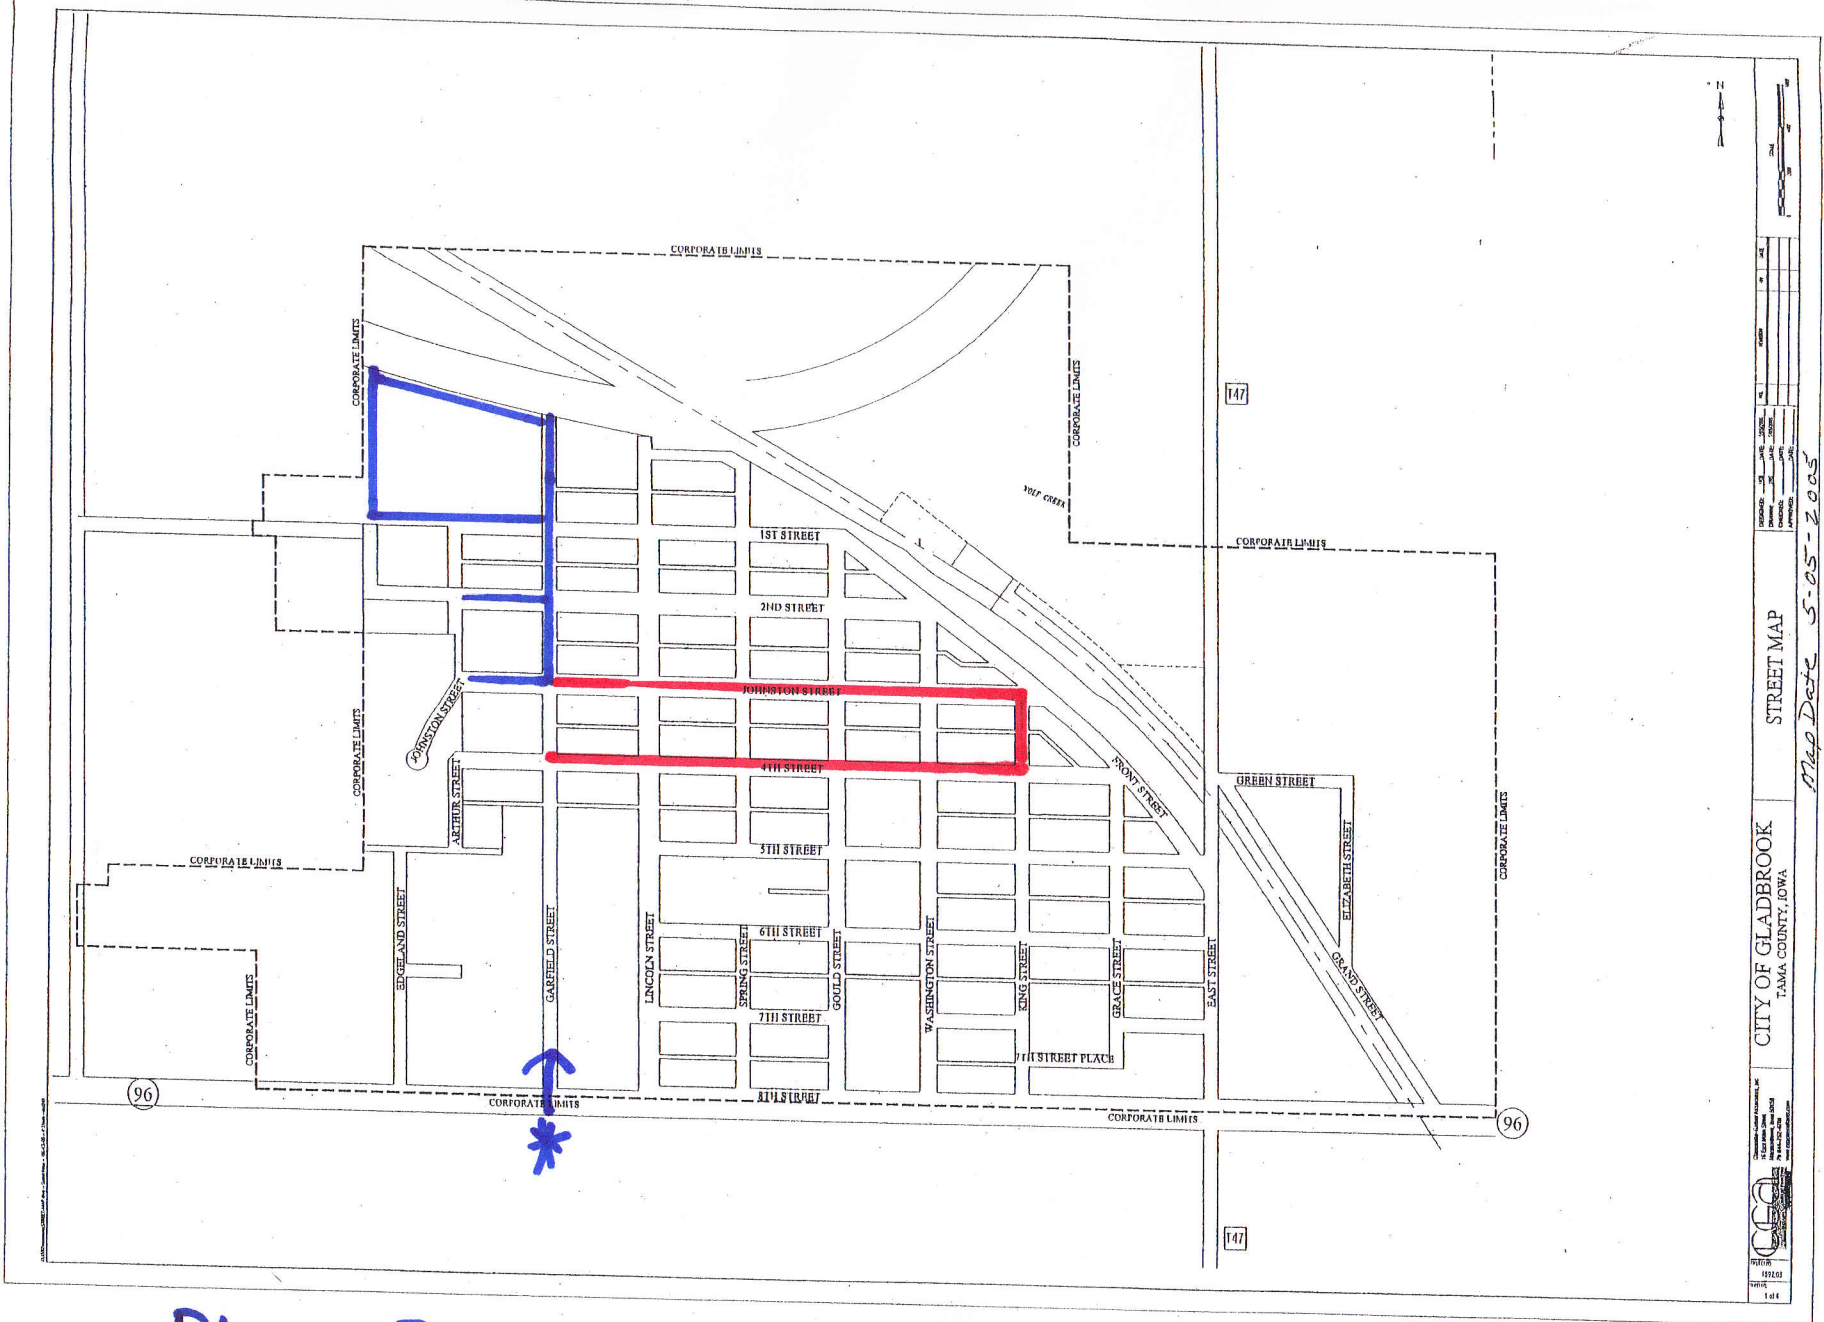 N
CORPORATE LIMITS
CORPORATE LIMITS
CORPORATE LIMITS
T47
WOLF CREEK
1ST STREET
CORPORATE LIMITS
2ND STREET
JOHNSTON STREET
JOHNSTON STREET
4TH STREET
FRONT STREET
GREEN STREET
CORPORATE LIMITS
ARTHUR STREET
CORPORATE LIMITS
5TH STREET
ELIZABETH STREET
CORPORATE LIMITS
EDGELAND STREET
GARFIELD STREET
LINCOLN STREET
SPRING STREET
6TH STREET
GOULD STREET
WASHINGTON STREET
KING STREET
GRACE STREET
EAST STREET
GRAND STREET
CORPORATE LIMITS
7TH STREET
7TH STREET PLACE
8TH STREET
96
CORPORATE LIMITS
CORPORATE LIMITS
96
T47
STREET MAP
CITY OF GLADBROOK
TAMA COUNTY, IOWA
Map Date 5-05-2005
CGA